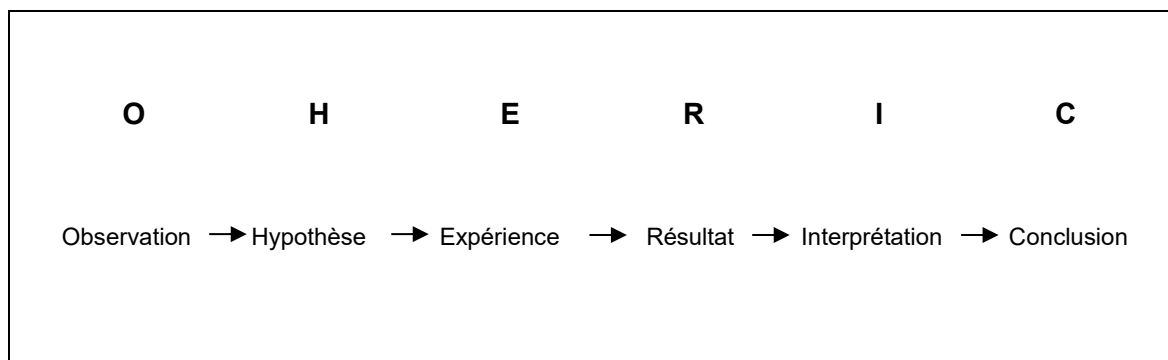 O H E R I C
Observation → Hypothèse → Expérience → Résultat → Interprétation → Conclusion